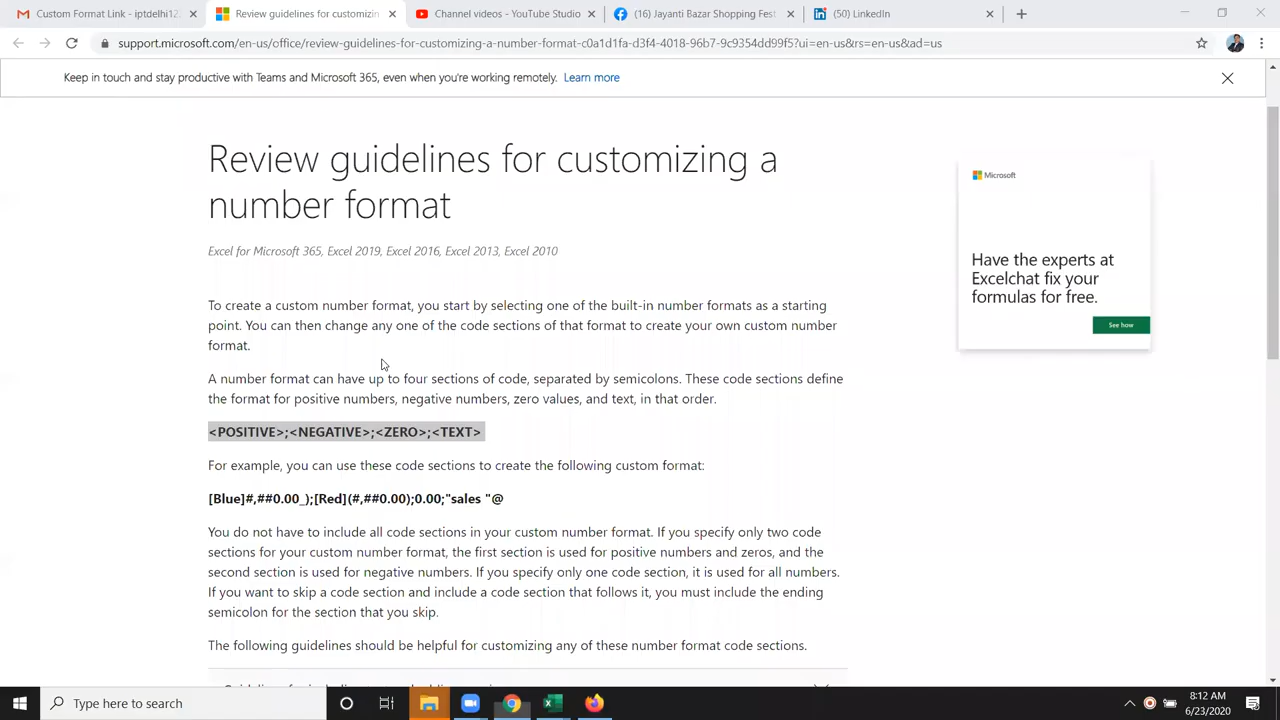 Custom Format Link - iptdelhi12
Review guidelines for customizin
Channel videos - YouTube Studio
(16) Jayanti Bazar Shopping Fest
(50) LinkedIn
support.microsoft.com/en-us/office/review-guidelines-for-customizing-a-number-format-c0a1d1fa-d3f4-4018-96b7-9c9354dd99f5?ui=en-us&rs=en-us&ad=us
Keep in touch and stay productive with Teams and Microsoft 365, even when you're working remotely. Learn more
Review guidelines for customizing a
number format
Excel for Microsoft 365, Excel 2019, Excel 2016, Excel 2013, Excel 2010
To create a custom number format, you start by selecting one of the built-in number formats as a starting
point. You can then change any one of the code sections of that format to create your own custom number
format.
A number format can have up to four sections of code, separated by semicolons. These code sections define
the format for positive numbers, negative numbers, zero values, and text, in that order.
<POSITIVE>;<NEGATIVE>;<ZERO>;<TEXT>
For example, you can use these code sections to create the following custom format:
[Blue]#,##0.00_);[Red](#,##0.00);0.00;"sales "@
You do not have to include all code sections in your custom number format. If you specify only two code
sections for your custom number format, the first section is used for positive numbers and zeros, and the
second section is used for negative numbers. If you specify only one code section, it is used for all numbers.
If you want to skip a code section and include a code section that follows it, you must include the ending
semicolon for the section that you skip.
The following guidelines should be helpful for customizing any of these number format code sections.
Microsoft
Have the experts at
Excelchat fix your
formulas for free.
See how
Type here to search
8:12 AM
6/23/2020